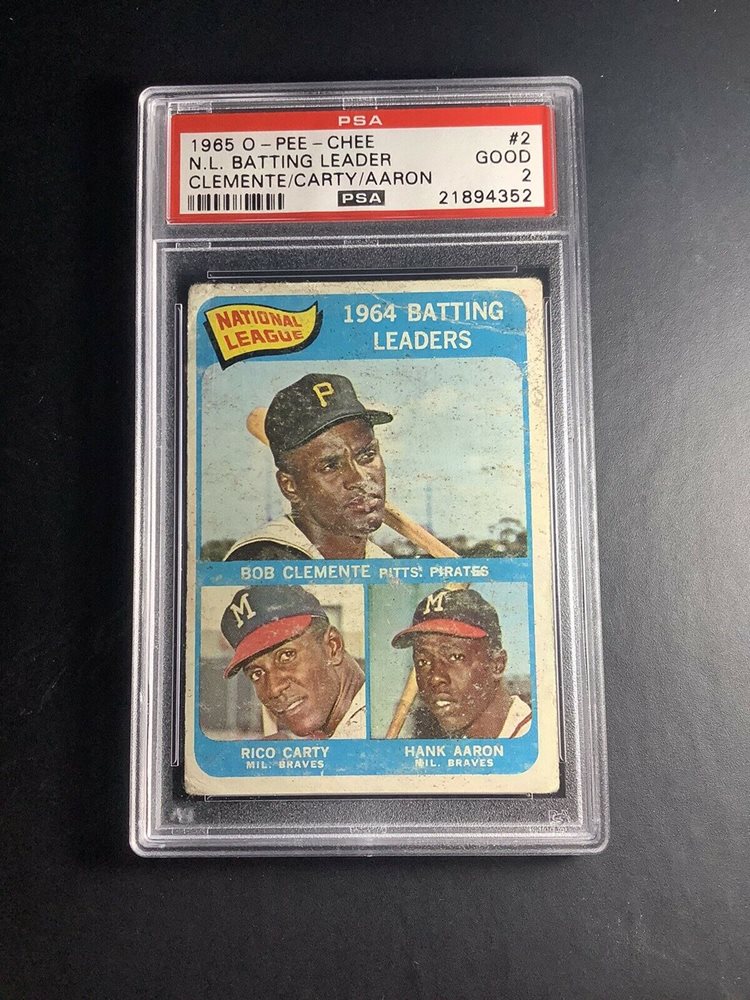 PSA
1965 O-PEE-CHEE #2
N.L. BATTING LEADER GOOD
CLEMENTE/CARTY/AARON 2
PSA 21894352
NATIONAL LEAGUE
1964 BATTING
LEADERS
P
BOB CLEMENTE PITTS. PIRATES
M
M
RICO CARTY
MIL. BRAVES
HANK AARON
MIL. BRAVES